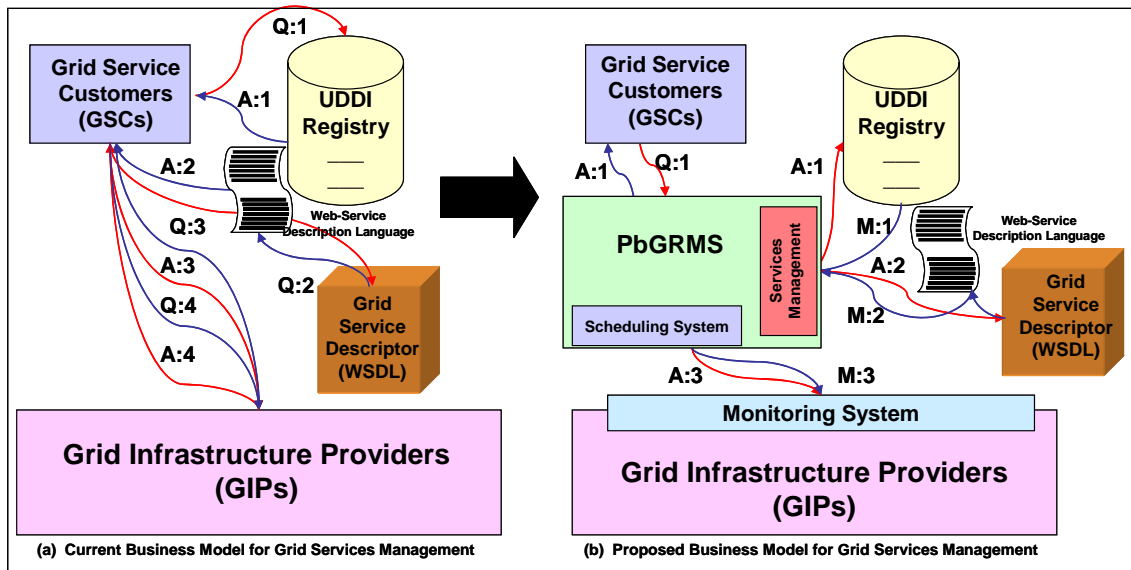 Q:1
Grid Service
Customers
(GSCs)
A:1
UDDI
Registry
A:2
Q:3
Web-Service
Description Language
A:3
Q:2
Q:4
Grid
Service
Descriptor
(WSDL)
A:4
Grid Infrastructure Providers
(GIPs)
(a) Current Business Model for Grid Services Management
Grid Service
Customers
(GSCs)
UDDI
Registry
A:1
Q:1
A:1
PbGRMS
Services
Management
M:1
Web-Service
Description Language
A:2
M:2
Grid
Service
Descriptor
(WSDL)
Scheduling System
A:3
M:3
Monitoring System
Grid Infrastructure Providers
(GIPs)
(b) Proposed Business Model for Grid Services Management